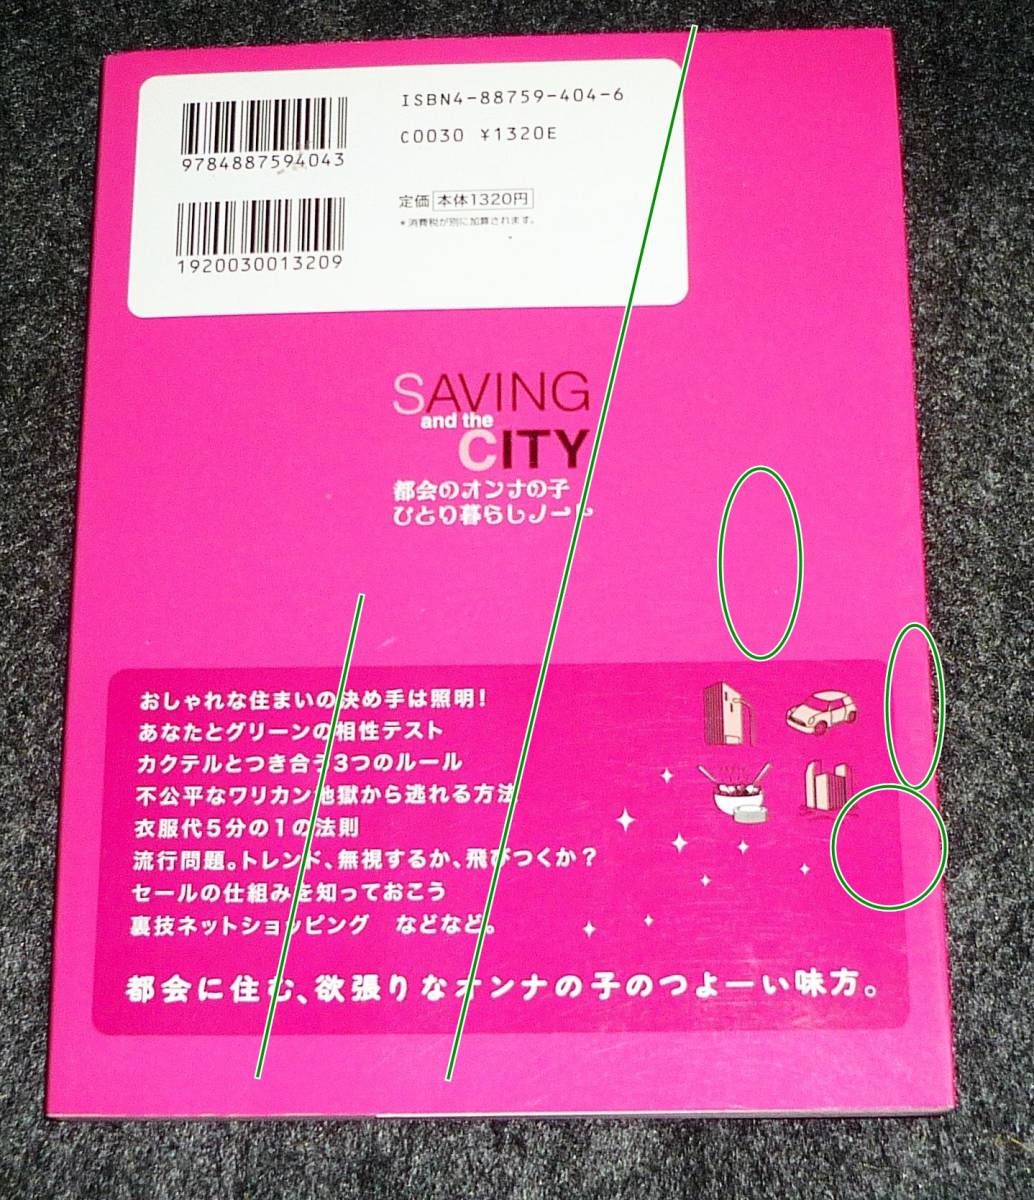 ISBN4-88759-404-6
C0030 ¥1320E
9784887594043
定価 本体1320円
*消費税が別に加算されます。
1920030013209
SAVING
and the
CITY
都会のオンナの子
ひとり暮らしノート
おしゃれな住まいの決め手は照明!
あなたとグリーンの相性テスト
カクテルとつき合う3つのルール
不公平なワリカン地獄から逃れる方法
衣服代5分の1の法則
流行問題。トレンド、無視するか、飛びつくか?
セールの仕組みを知っておこう
裏技ネットショッピング などなど。
都会に住む、欲張りなオンナの子のつよーい味方。